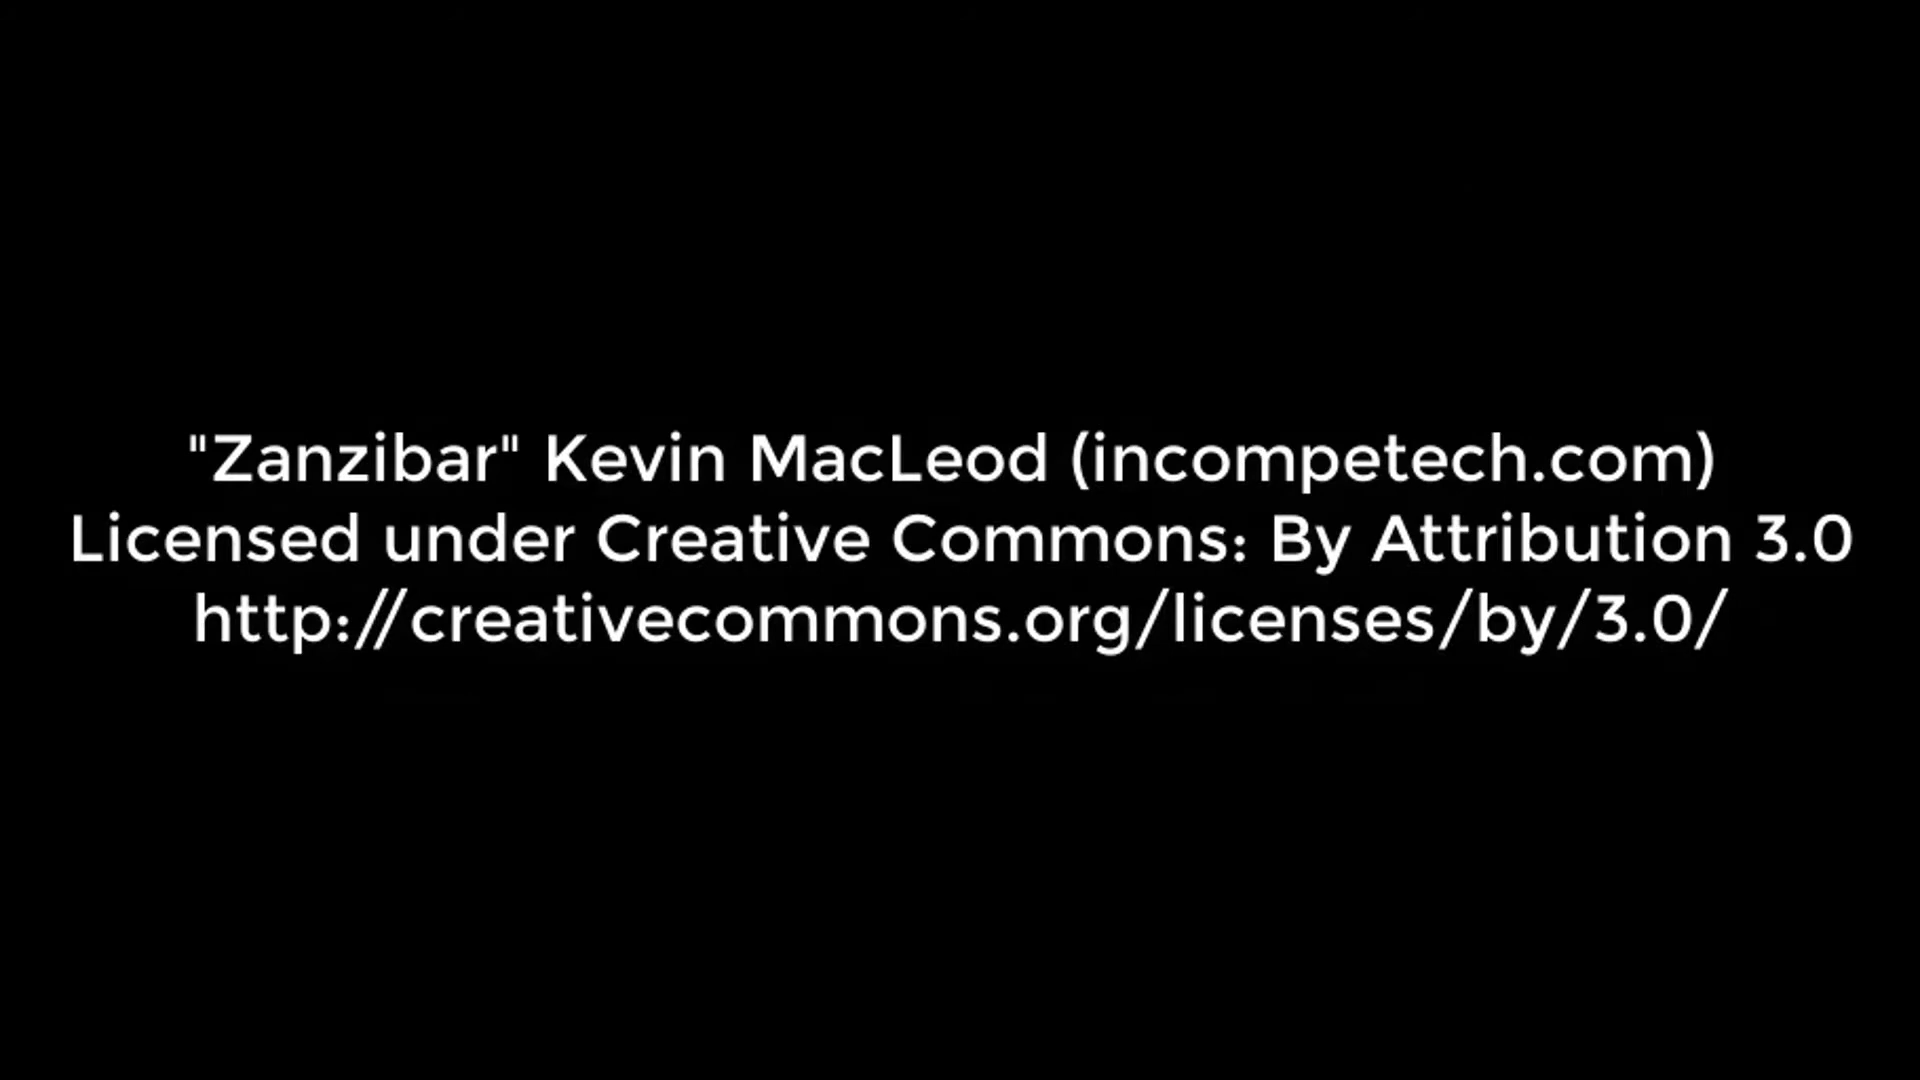 "Zanzibar" Kevin MacLeod (incompetech.com)
Licensed under Creative Commons: By Attribution 3.0
http://creativecommons.org/licenses/by/3.0/